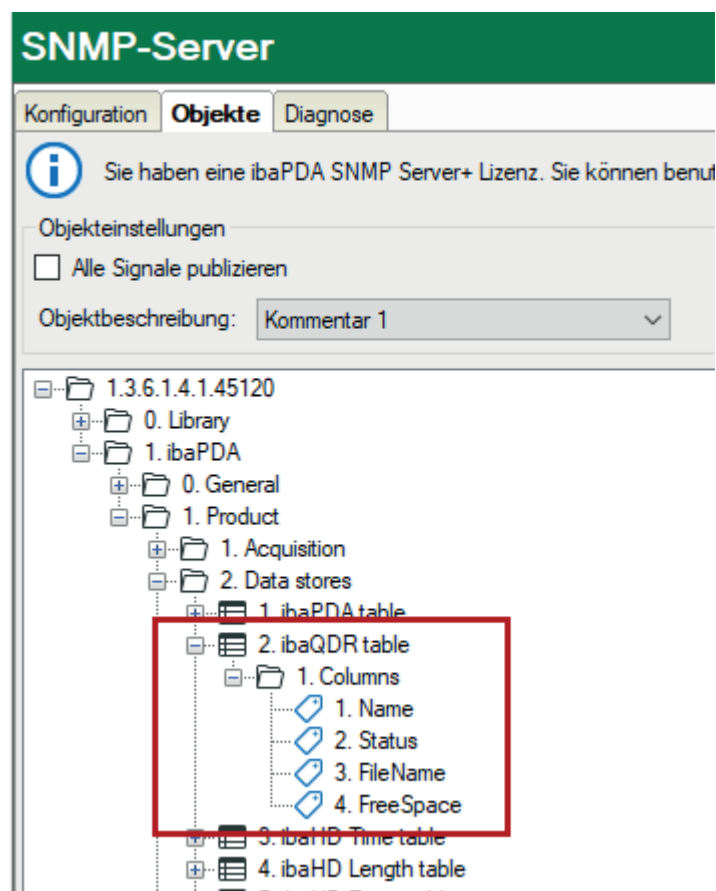 SNMP-Server
Konfiguration Objekte Diagnose
Sie haben eine ibaPDA SNMP Server+ Lizenz. Sie können
Objekteinstellungen
Alle Signale publizieren
Objektbeschreibung: Kommentar 1
1.3.6.1.4.1.45120
0. Library
1. ibaPDA
0. General
1. Product
1. Acquisition
2. Data stores
1. ibaPDA table
2. ibaQDR table
1. Columns
1. Name
2. Status
3. FileName
4. FreeSpace
3. ibaHD Time table
4. ibaHD Length table